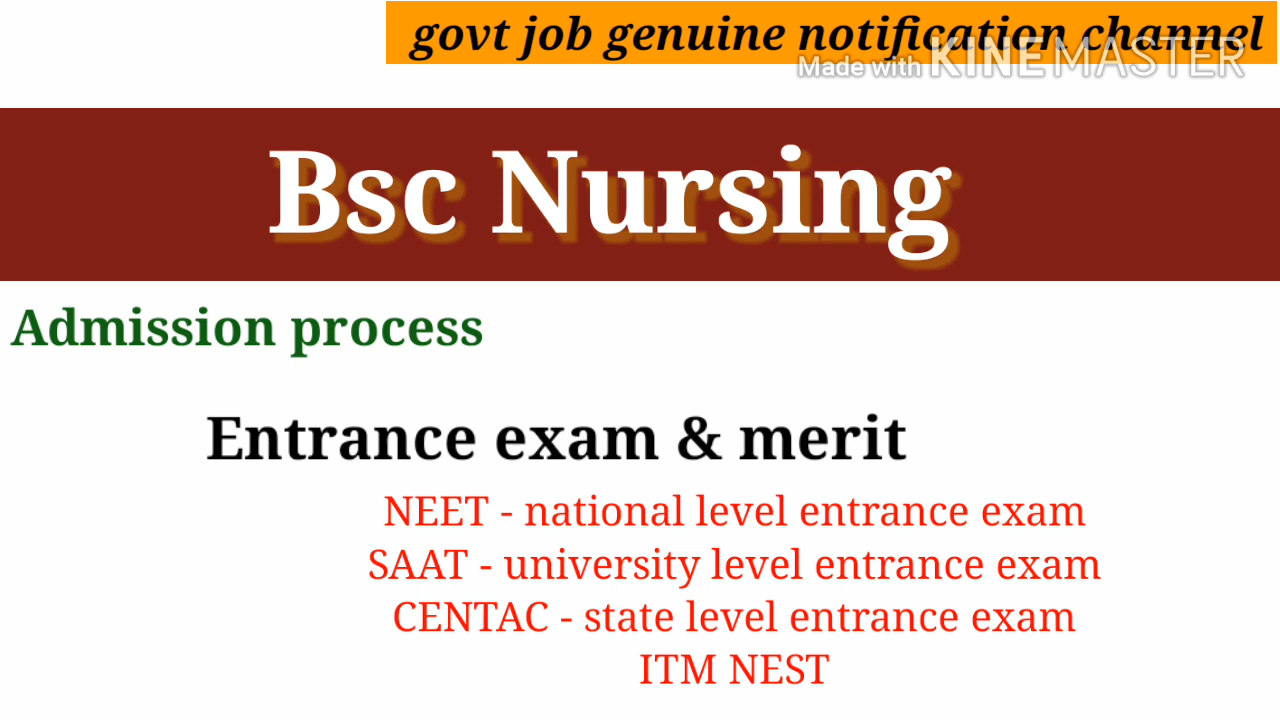 govt job genuine notification channel
Made with KINEMASTER
Bsc Nursing
Admission process
Entrance exam & merit
NEET - national level entrance exam
SAAT - university level entrance exam
CENTAC - state level entrance exam
ITM NEST